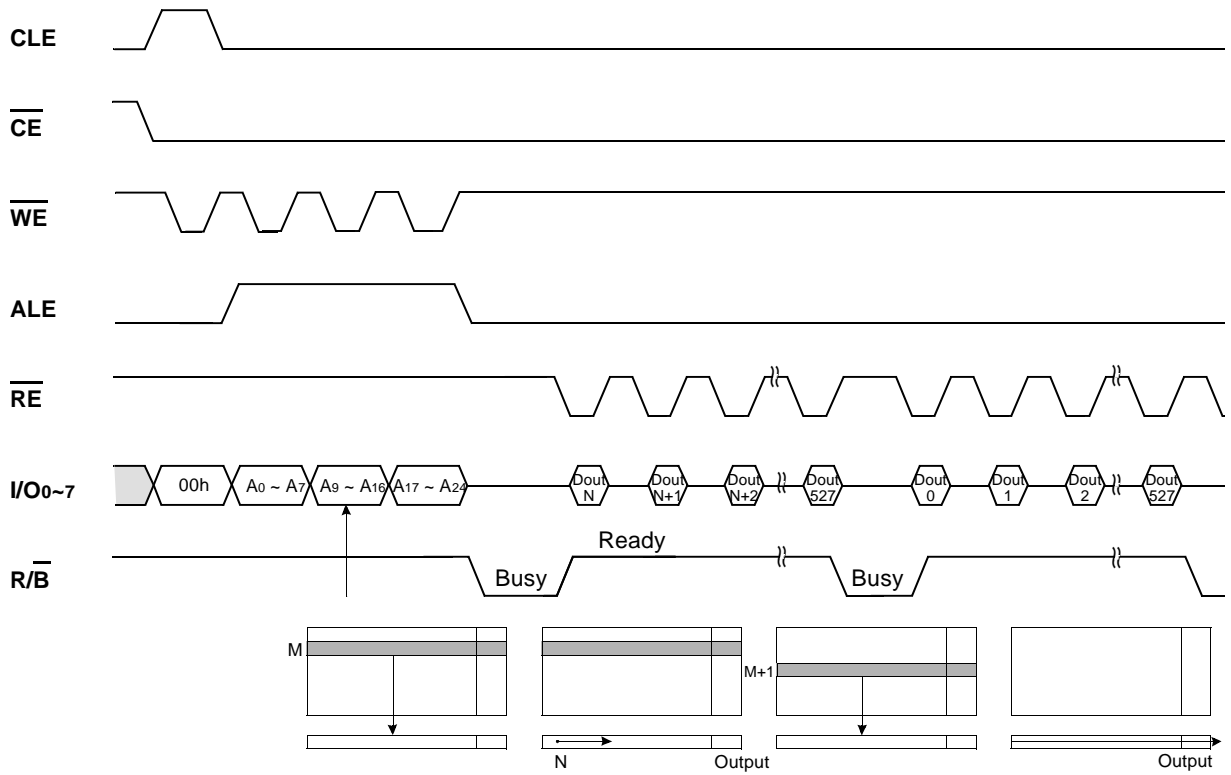 CLE
CE
WE
ALE
RE
I/O0~7 00h A0 ~ A7 A9 ~ A16 A17 ~ A24 Dout N Dout N+1 Dout N+2 Dout 527 Dout 0 Dout 1 Dout 2 Dout 527
R/B Busy Ready Busy
M M+1
N Output Output